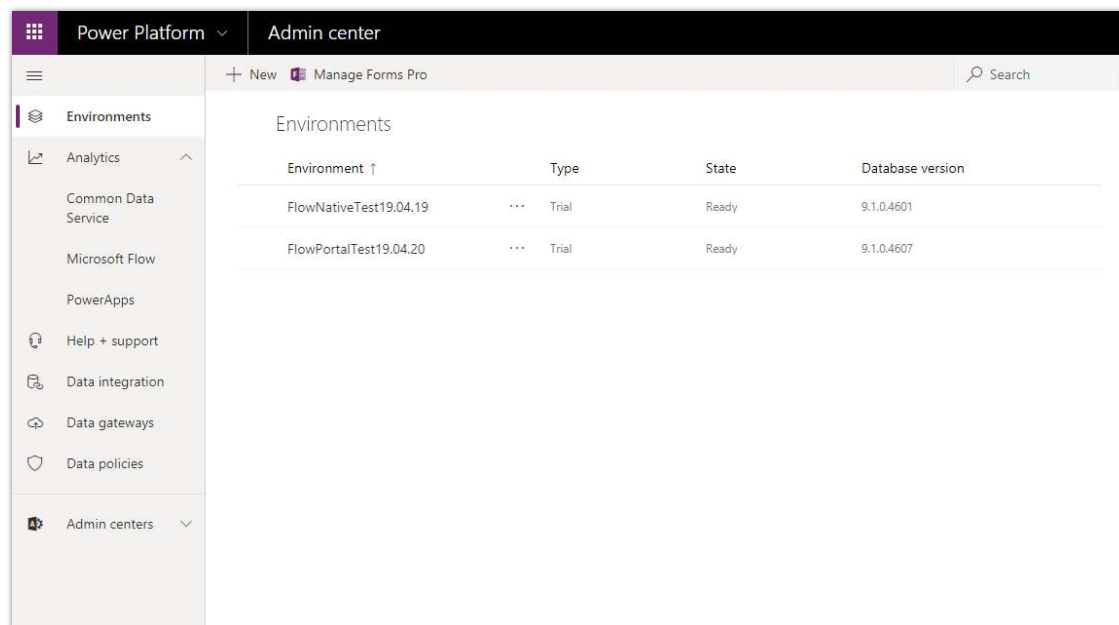 Power Platform
Admin center
New
Manage Forms Pro
Search
Environments
Analytics
Common Data
Service
Microsoft Flow
PowerApps
Help + support
Data integration
Data gateways
Data policies
Admin centers
Environments
Environment ↑ Type State Database version
FlowNativeTest19.04.19 ... Trial Ready 9.1.0.4601
FlowPortalTest19.04.20 ... Trial Ready 9.1.0.4607